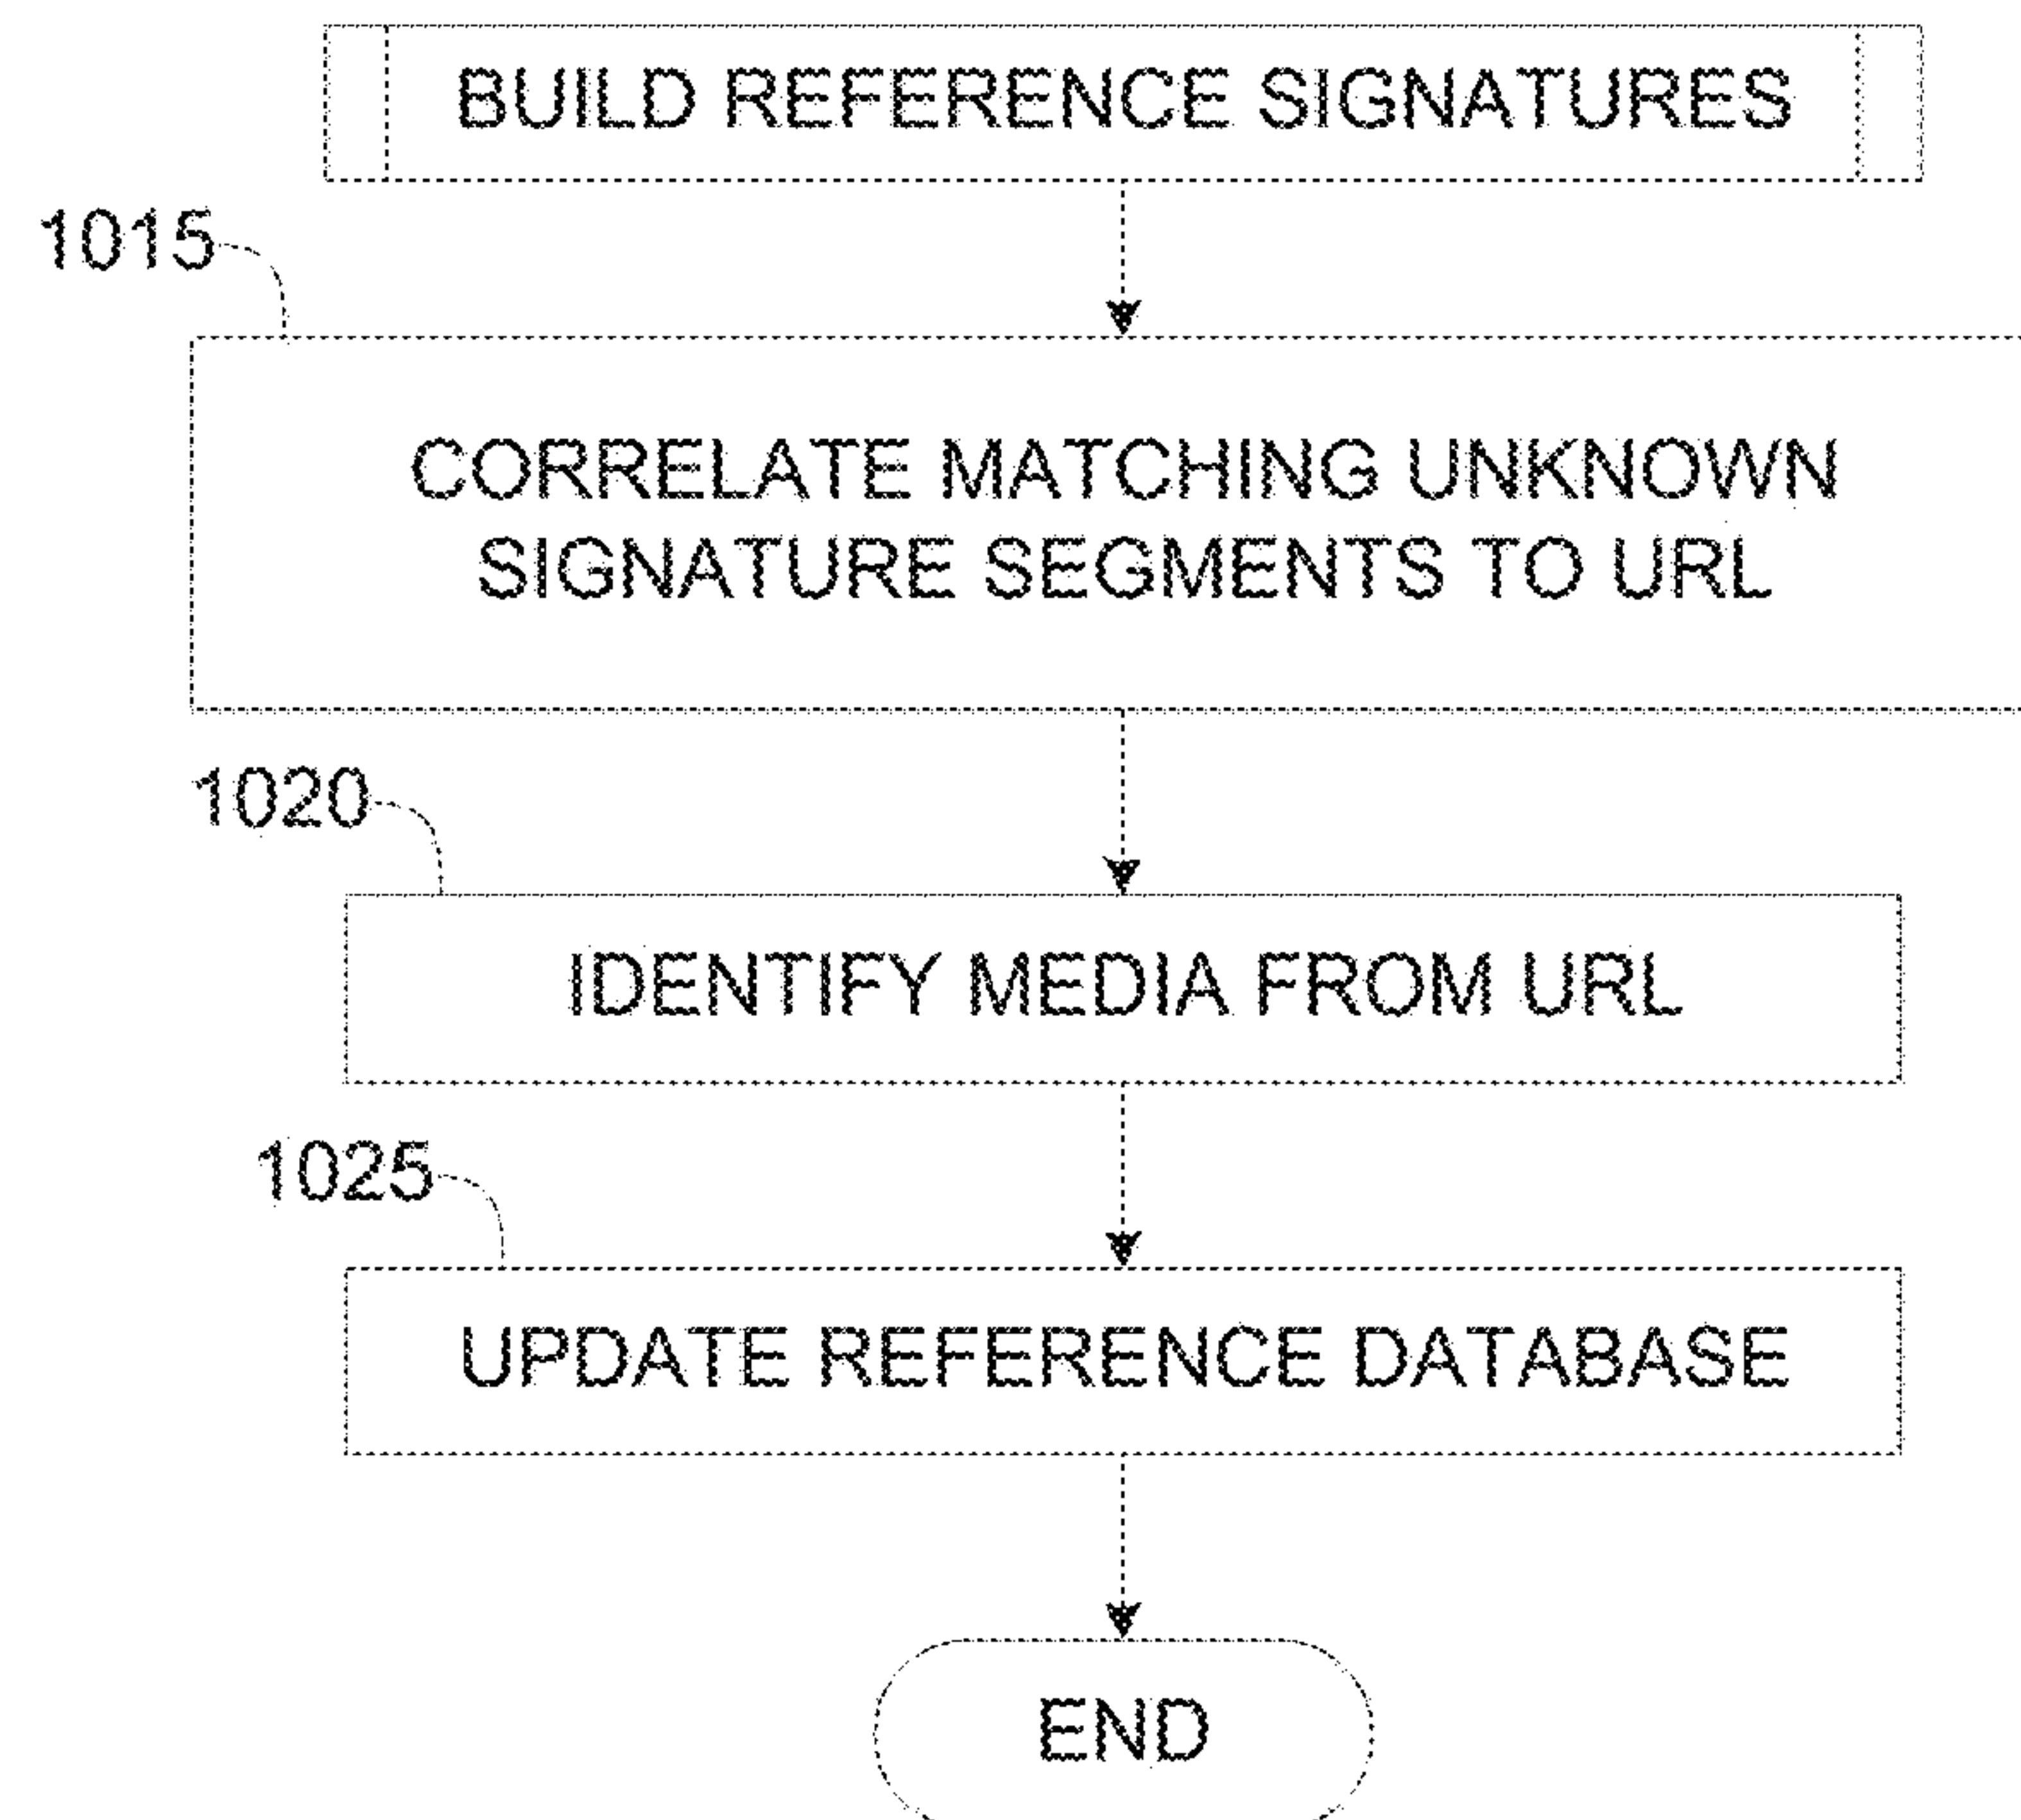 BUILD REFERENCE SIGNATURES
1015
CORRELATE MATCHING UNKNOWN
SIGNATURE SEGMENTS TO URL
1020
IDENTIFY MEDIA FROM URL
1025
UPDATE REFERENCE DATABASE
END